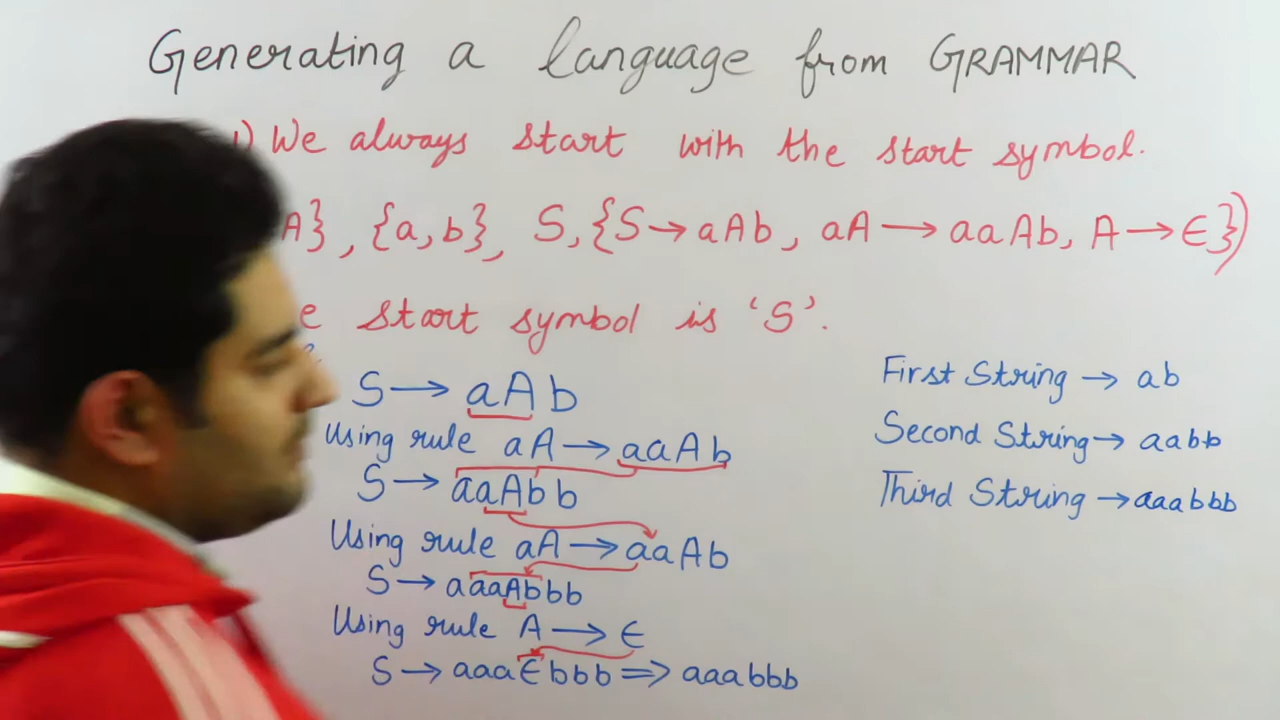 Generating a language from GRAMMAR
1) We always start with the start symbol.
A}, {a, b}, S, {S → aAb, aA → aaAb, A → ϵ})
e start symbol is 'S'.
S → aAb
Using rule aA → aaAb
S → aaAbb
Using rule aA → aaAb
S → aaaAbbb
Using rule A → ϵ
S → aaaϵbbb ⇒ aaabbb
First String → ab
Second String → aabb
Third String → aaabbb